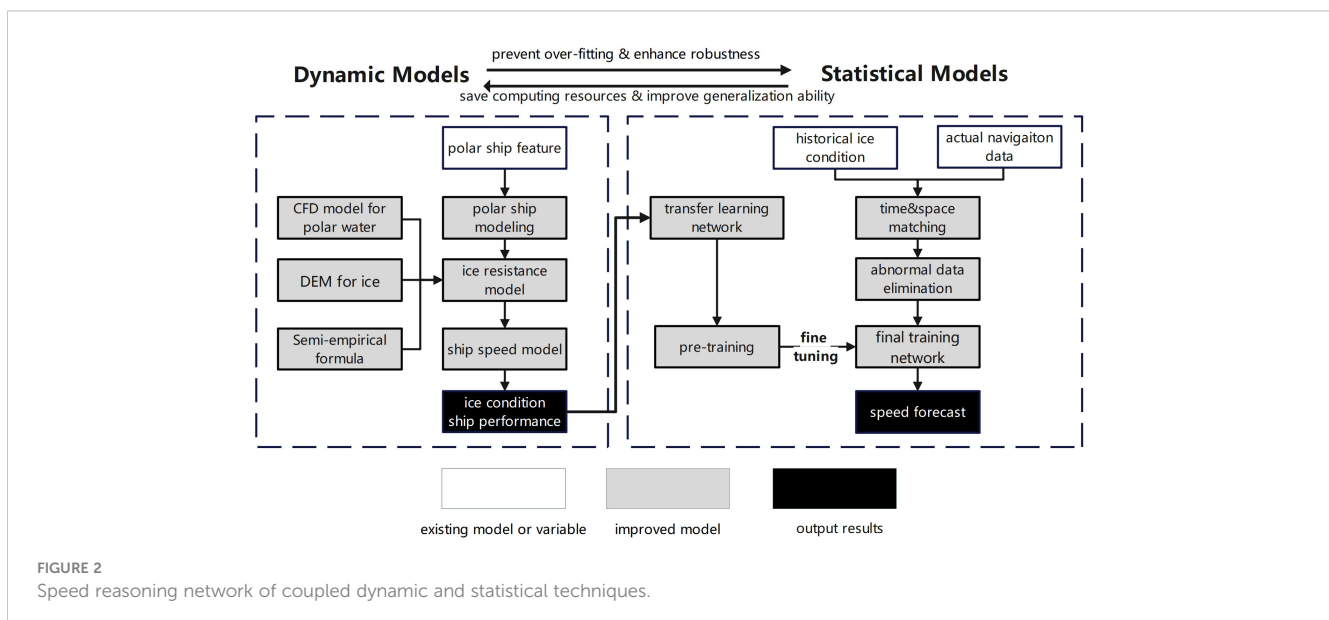 prevent over-fitting & enhance robustness
Dynamic Models
Statistical Models
save computing resources & improve generalization ability
polar ship feature
CFD model for
polar water
polar ship
modeling
DEM for ice
ice resistance
model
Semi-empirical
formula
ship speed model
ice condition
ship performance
historical ice
condition
actual navigaiton
data
transfer learning
network
time&space
matching
abnormal data
elimination
pre-training
fine
tuning
final training
network
speed forecast
existing model or variable
improved model
output results
FIGURE 2
Speed reasoning network of coupled dynamic and statistical techniques.